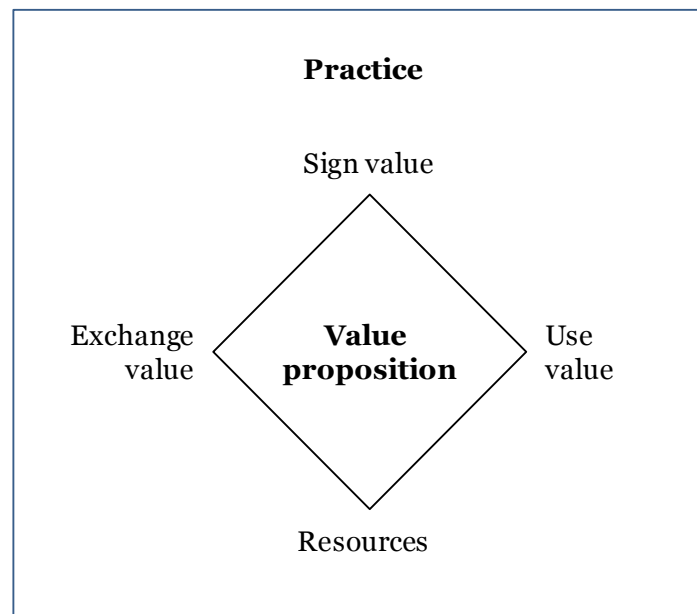 Practice
Sign value
Exchange
value
Value
proposition
Use
value
Resources